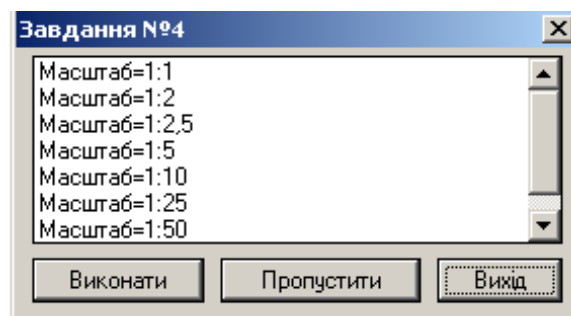 Завдання №4
Масштаб=1:1
Масштаб=1:2
Масштаб=1:2,5
Масштаб=1:5
Масштаб=1:10
Масштаб=1:25
Масштаб=1:50
Виконати Пропустити Вихід